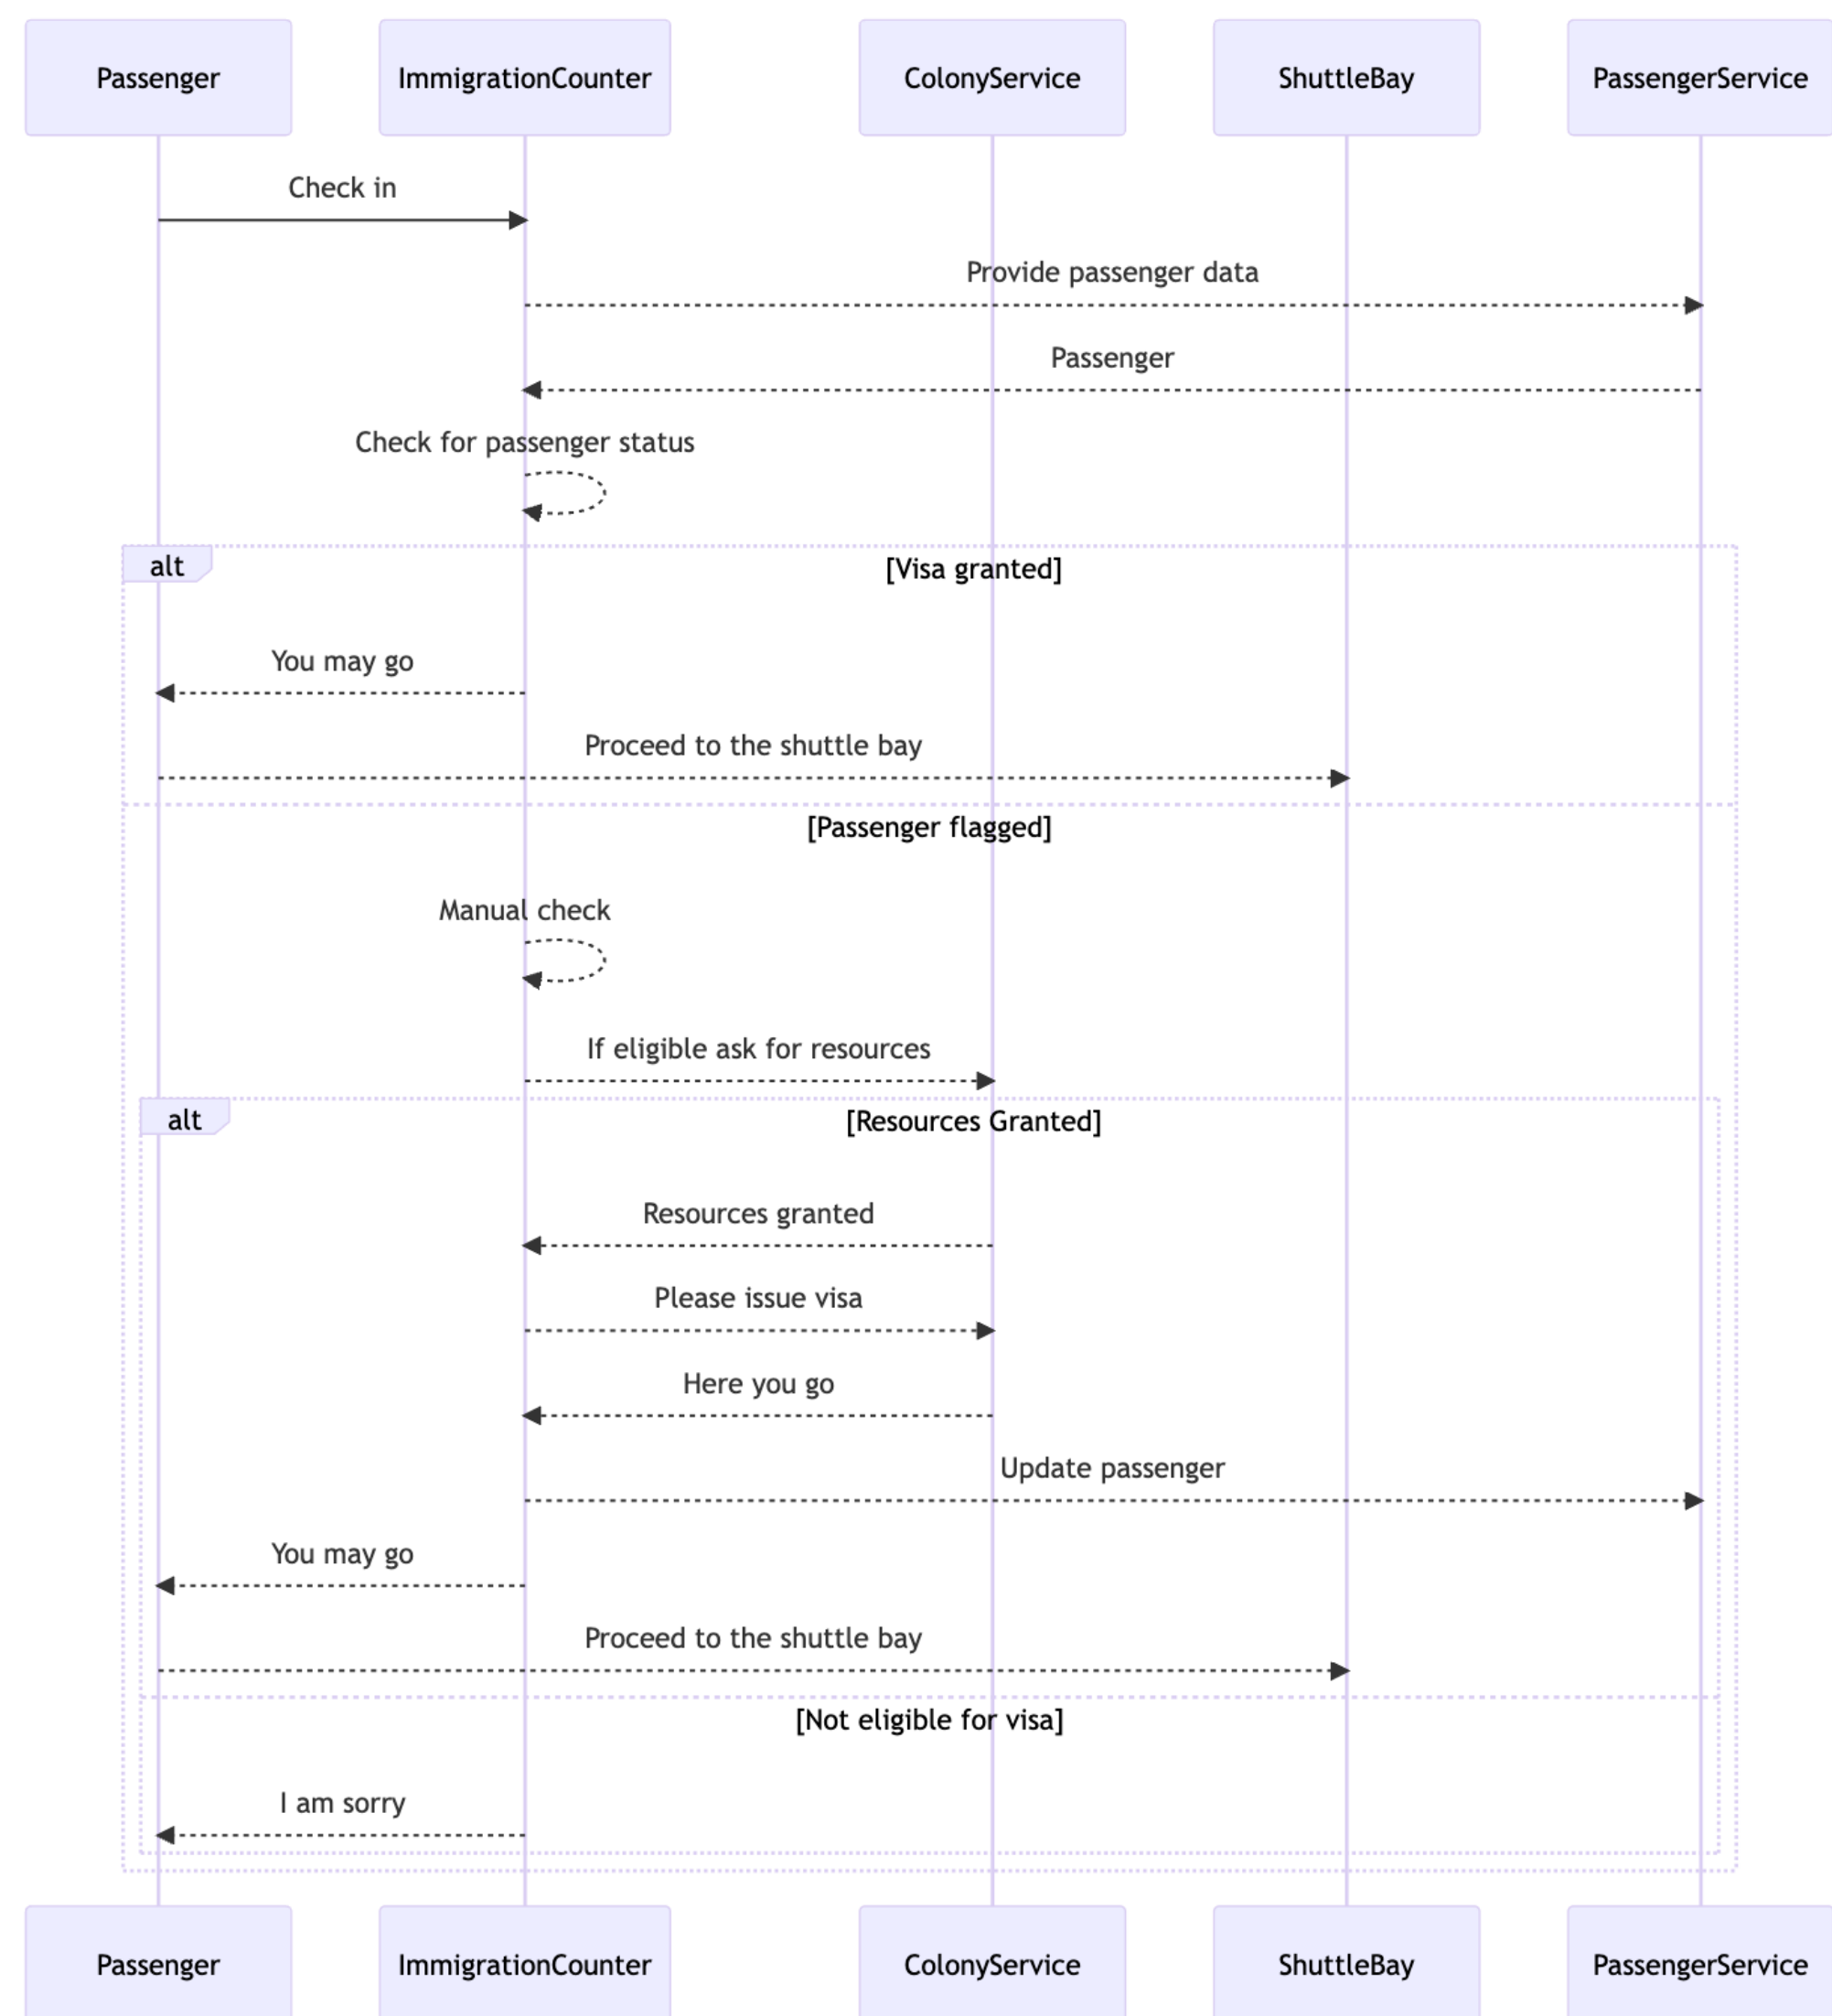 Passenger
ImmigrationCounter
ColonyService
ShuttleBay
PassengerService
Check in
Provide passenger data
Passenger
Check for passenger status
alt
[Visa granted]
You may go
Proceed to the shuttle bay
[Passenger flagged]
Manual check
If eligible ask for resources
alt
[Resources Granted]
Resources granted
Please issue visa
Here you go
Update passenger
You may go
Proceed to the shuttle bay
[Not eligible for visa]
I am sorry
Passenger
ImmigrationCounter
ColonyService
ShuttleBay
PassengerService